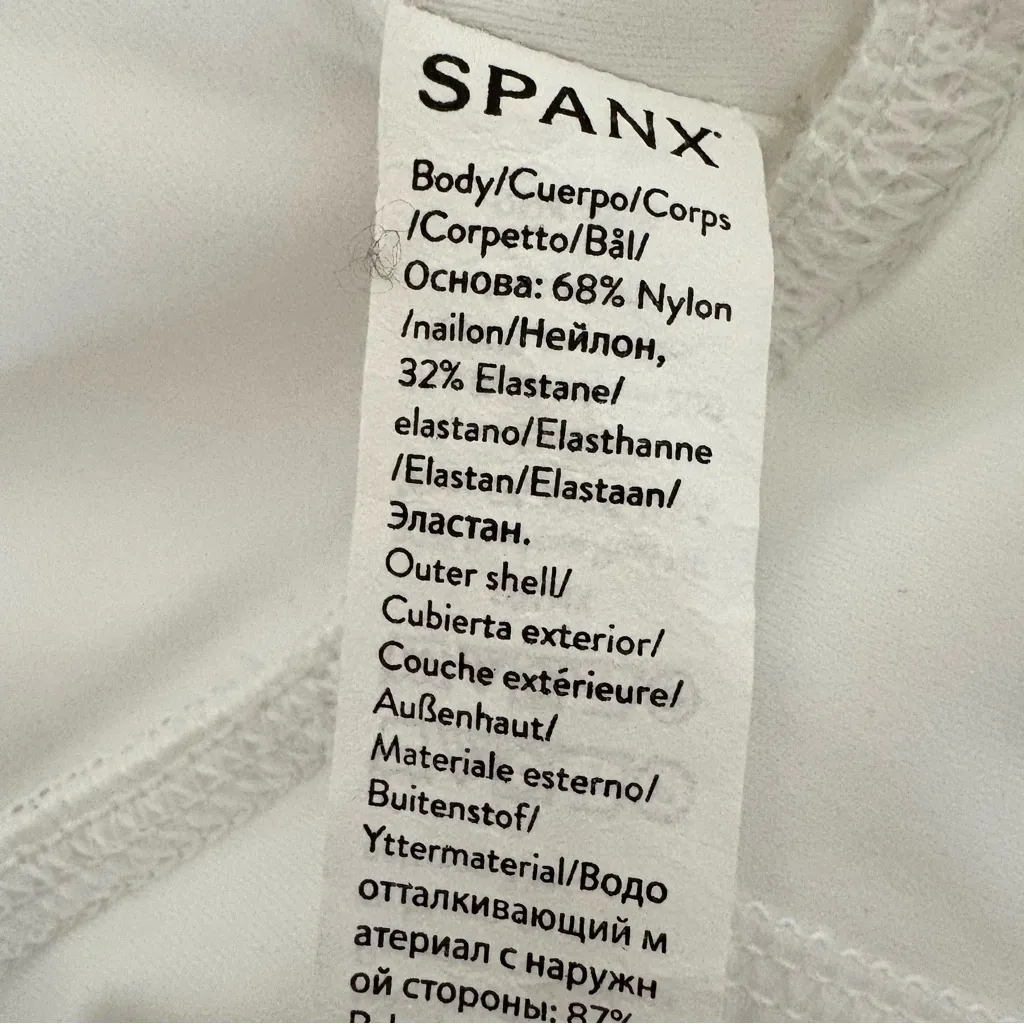 SPANX
Body/Cuerpo/Corps
/Corpetto/Bål/
Основа: 68% Nylon
/nailon/Нейлон,
32% Elastane/
elastano/Elasthanne
/Elastan/Elastaan/
Эластан.
Outer shell/
Cubierta exterior/
Couche extérieure/
Außenhaut/
Materiale esterno/
Buitenstof/
Yttermaterial/Водо
отталкивающий м
атериал с наружн
ой стороны: 87%